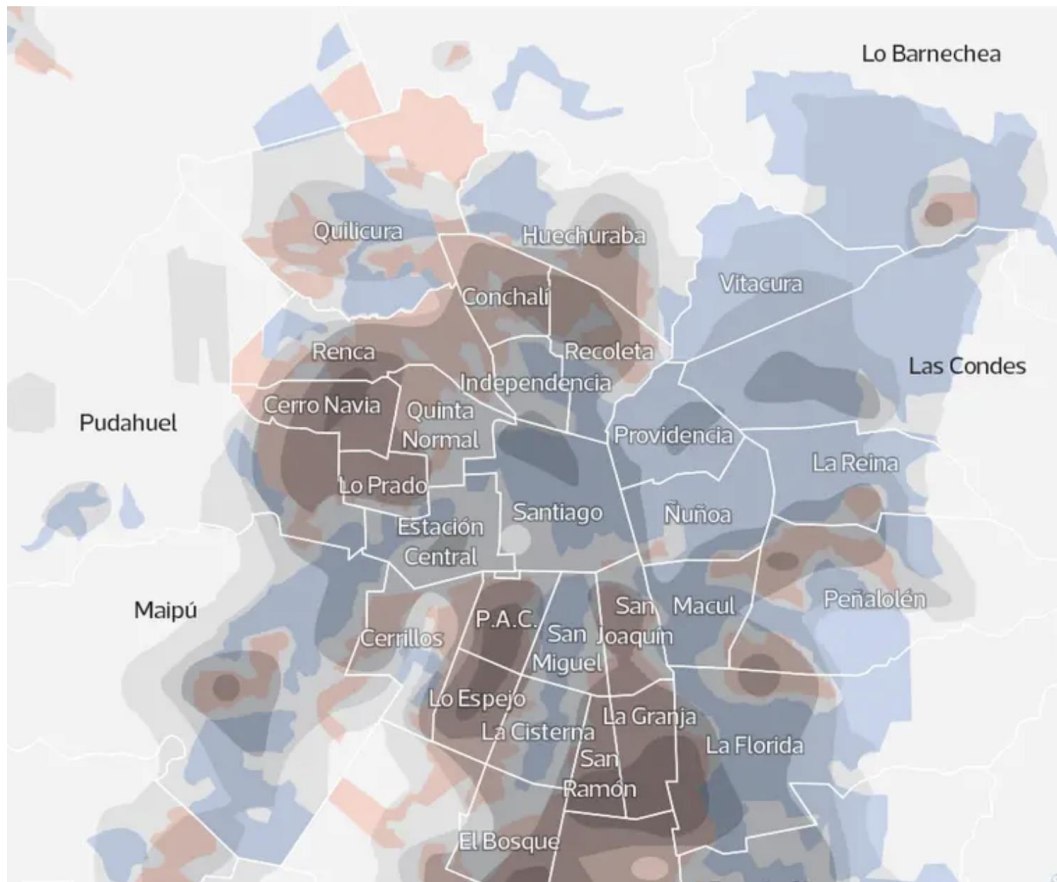 Lo Barnechea
Quilicura
Huechuraba
Vitacura
Conchalí
Renca
Recoleta
Las Condes
Independencia
Cerro Navia
Quinta
Normal
Pudahuel
Providencia
La Reina
Lo Prado
Santiago
Ñuñoa
Estación
Central
Maipú
Cerrillos
P.A.C.
San
Miguel
San
Joaquín
Macul
Peñalolén
Lo Espejo
La Cisterna
La Granja
La Florida
San
Ramón
El Bosque